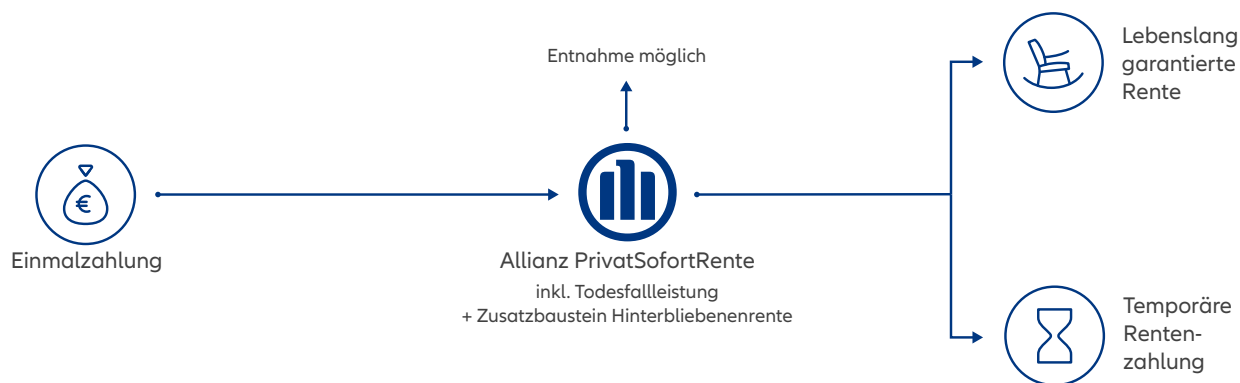 Entnahme möglich
Lebenslang
garantierte
Rente
€
Einmalzahlung
Allianz PrivatSofortRente
inkl. Todesfallleistung
+ Zusatzbaustein Hinterbliebenenrente
Temporäre
Renten-
zahlung